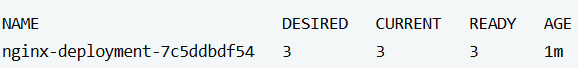 NAME DESIRED CURRENT READY AGE
nginx-deployment-7c5ddbdf54 3 3 3 1m